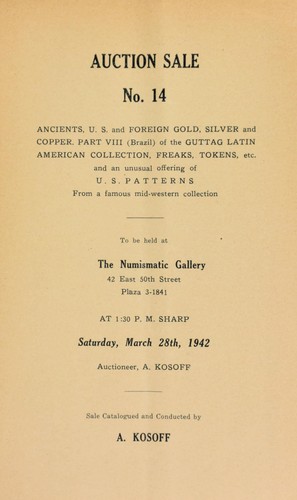 AUCTION SALE
No. 14
ANCIENTS, U. S. and FOREIGN GOLD, SILVER and
COPPER. PART VIII (Brazil) of the GUTTAG LATIN
AMERICAN COLLECTION, FREAKS, TOKENS, etc.
and an unusual offering of
U. S. PATTERNS
From a famous mid-western collection
To be held at
The Numismatic Gallery
42 East 50th Street
Plaza 3-1841
AT 1:30 P. M. SHARP
Saturday, March 28th, 1942
Auctioneer, A. KOSOFF
Sale Catalogued and Conducted by
A. KOSOFF